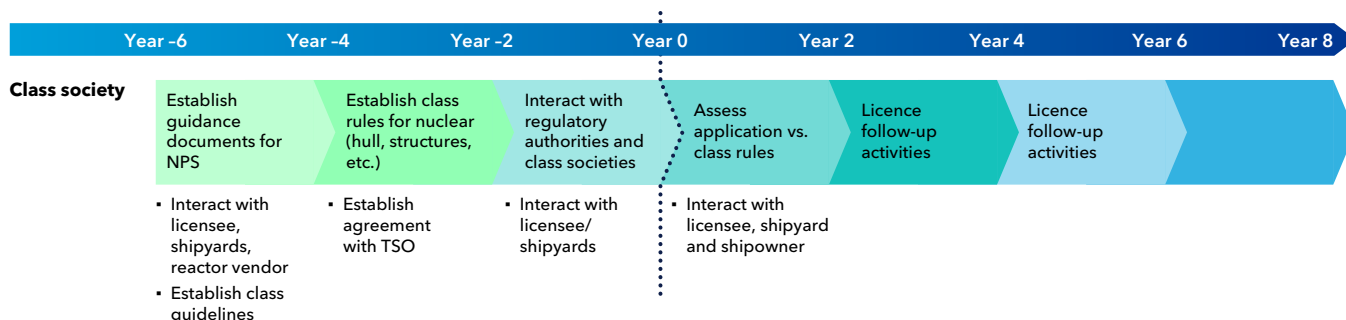 Year –6 Year –4 Year –2 Year 0 Year 2 Year 4 Year 6 Year 8
Class society
Establish
guidance
documents for
NPS
Establish class
rules for nuclear
(hull, structures,
etc.)
Interact with
regulatory
authorities and
class societies
Assess
application vs.
class rules
Licence
follow-up
activities
Licence
follow-up
activities
▪ Interact with
licensee,
shipyards,
reactor vendor
▪ Establish class
guidelines
▪ Establish
agreement
with TSO
▪ Interact with
licensee/
shipyards
▪ Interact with
licensee, shipyard
and shipowner